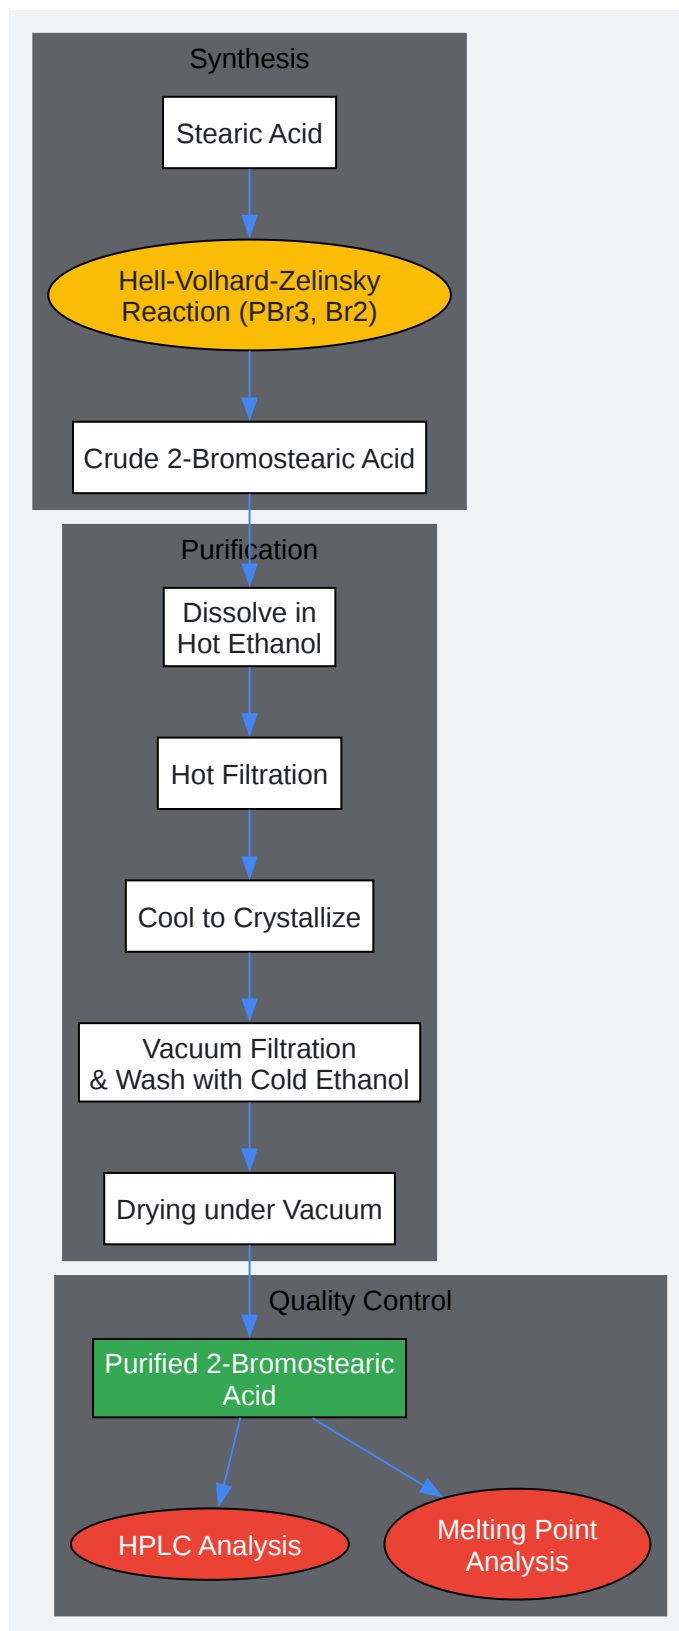 Synthesis
Stearic Acid
Hell-Volhard-Zelinsky
Reaction (PBr3, Br2)
Crude 2-Bromostearic Acid
Purification
Dissolve in
Hot Ethanol
Hot Filtration
Cool to Crystallize
Vacuum Filtration
& Wash with Cold Ethanol
Drying under Vacuum
Quality Control
Purified 2-Bromostearic
Acid
HPLC Analysis
Melting Point
Analysis